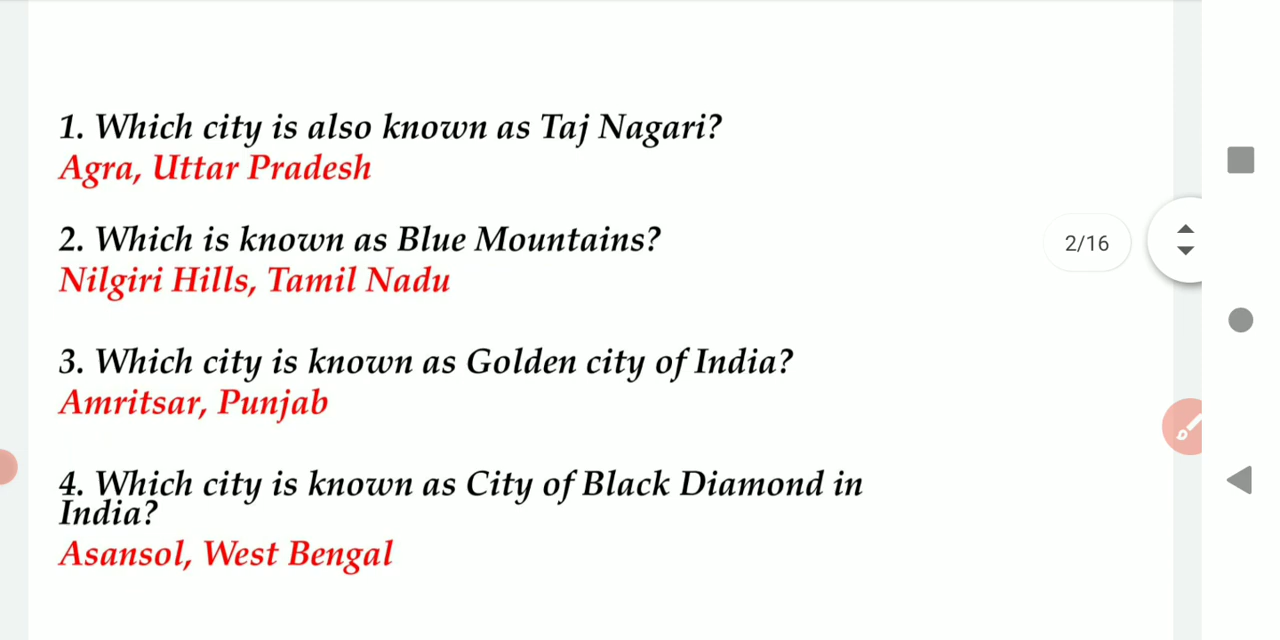 1. Which city is also known as Taj Nagari?
Agra, Uttar Pradesh
2. Which is known as Blue Mountains?
Nilgiri Hills, Tamil Nadu
2/16
3. Which city is known as Golden city of India?
Amritsar, Punjab
4. Which city is known as City of Black Diamond in
India?
Asansol, West Bengal